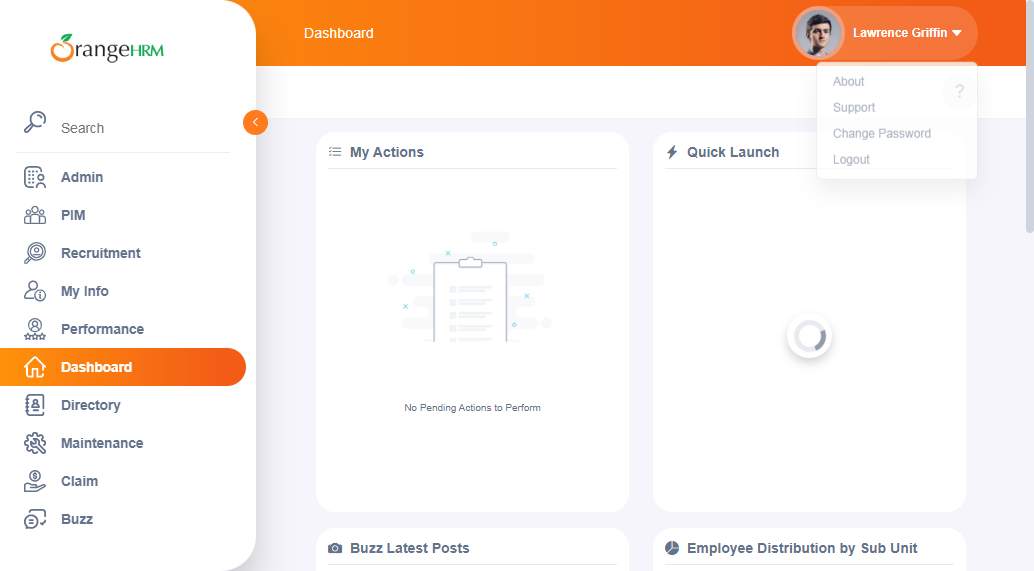 OrangeHRM
Search
Admin
PIM
Recruitment
My Info
Performance
Dashboard
Directory
Maintenance
Claim
Buzz
Dashboard
Lawrence Griffin
About
Support
Change Password
Logout
?
My Actions
No Pending Actions to Perform
Quick Launch
Buzz Latest Posts
Employee Distribution by Sub Unit